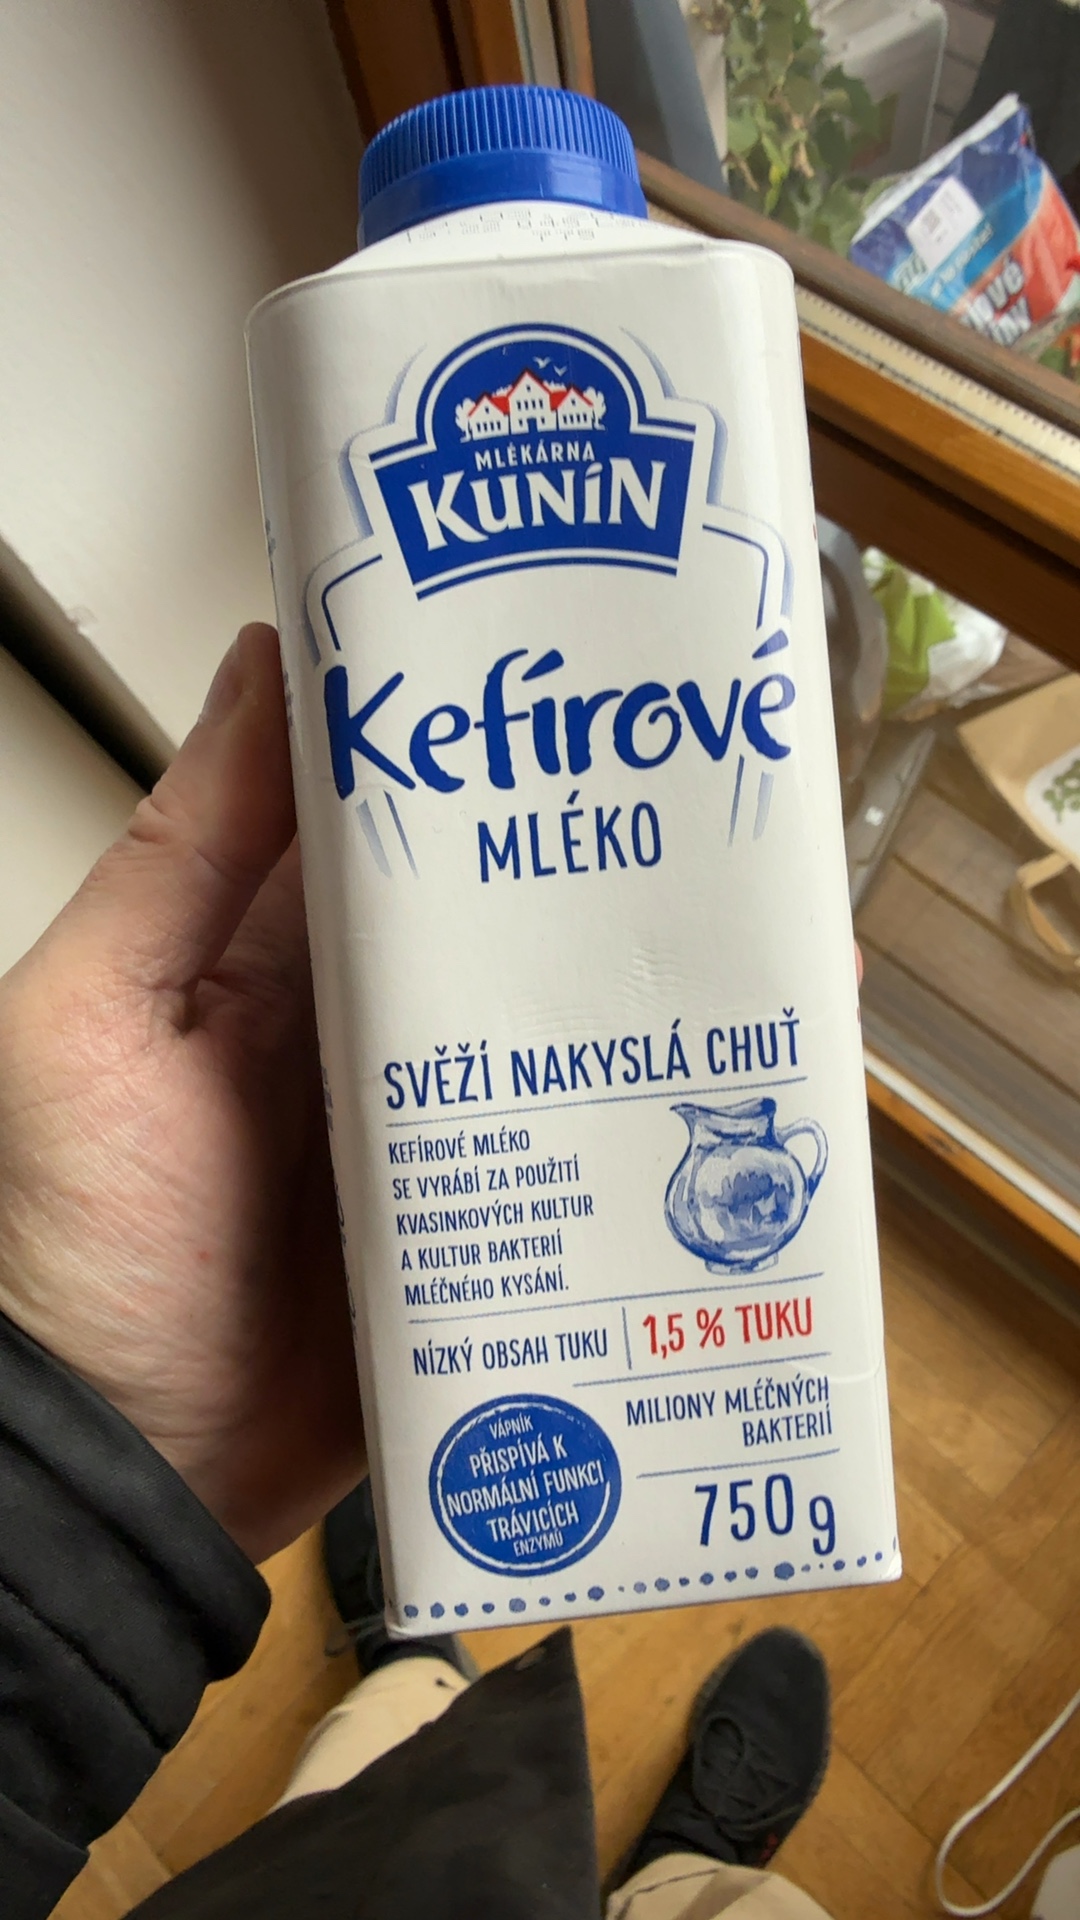 MLÉKÁRNA
KUNÍN
Kefírové
MLÉKO
SVĚŽÍ NAKYSLÁ CHUŤ
KEFÍROVÉ MLÉKO
SE VYRÁBÍ ZA POUŽITÍ
KVASINKOVÝCH KULTUR
A KULTUR BAKTERIÍ
MLÉČNÉHO KYSÁNÍ.
NÍZKÝ OBSAH TUKU
1,5 % TUKU
MILIONY MLÉČNÝCH
BAKTERIÍ
VÁPNÍK
PŘISPÍVÁ K
NORMÁLNÍ FUNKCI
TRÁVICÍCH
ENZYMŮ
750 g